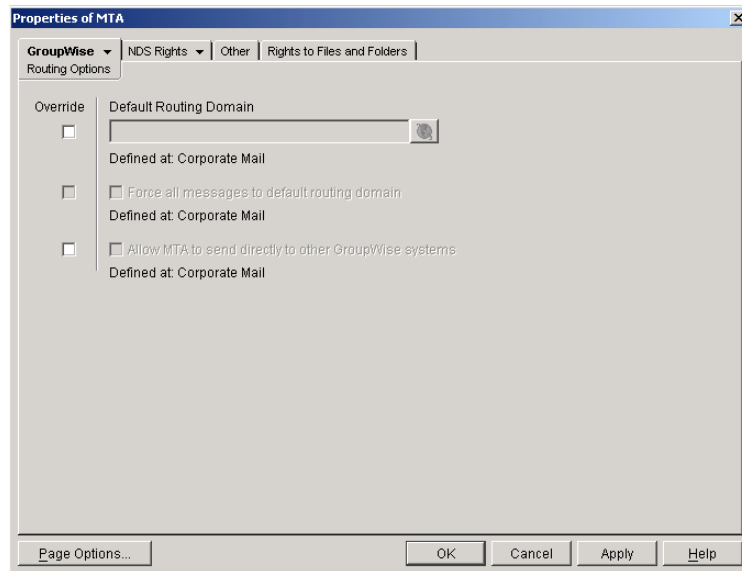 Properties of MTA
GroupWise NDS Rights Other Rights to Files and Folders
Routing Options
Override Default Routing Domain
Defined at: Corporate Mail
Force all messages to default routing domain
Defined at: Corporate Mail
Allow MTA to send directly to other GroupWise systems
Defined at: Corporate Mail
Page Options... OK Cancel Apply Help